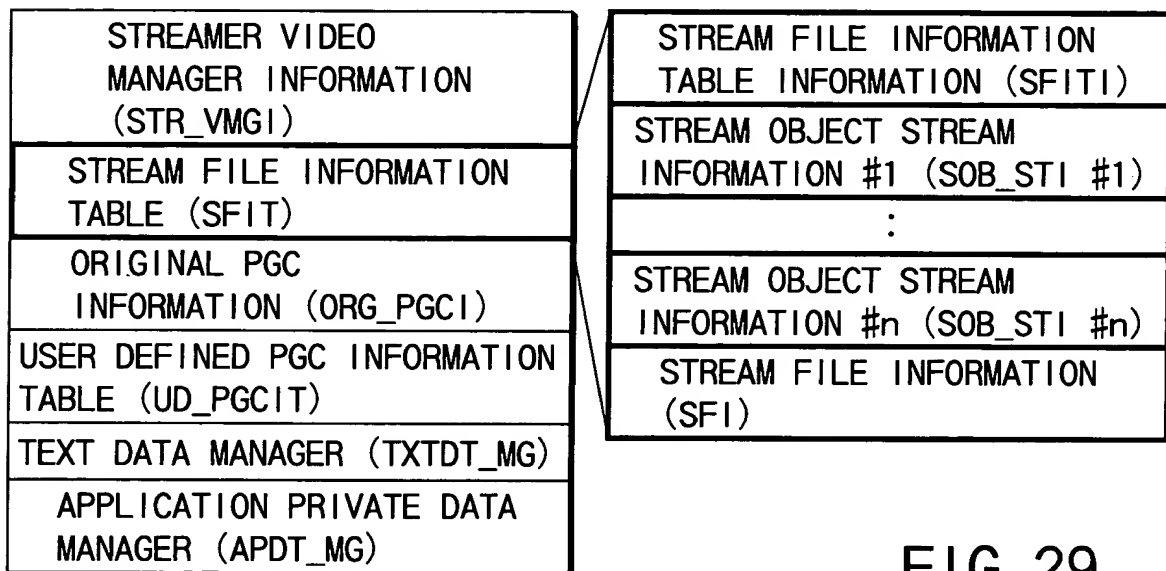 STREAMER VIDEO
MANAGER INFORMATION
(STR_VMGI)
STREAM FILE INFORMATION
TABLE (SFIT)
ORIGINAL PGC
INFORMATION (ORG_PGCI)
USER DEFINED PGC INFORMATION
TABLE (UD_PGCIT)
TEXT DATA MANAGER (TXTDT_MG)
APPLICATION PRIVATE DATA
MANAGER (APDT_MG)
STREAM FILE INFORMATION
TABLE INFORMATION (SFITI)
STREAM OBJECT STREAM
INFORMATION #1 (SOB_STI #1)
:
STREAM OBJECT STREAM
INFORMATION #n (SOB_STI #n)
STREAM FILE INFORMATION
(SFI)
FIG. 29